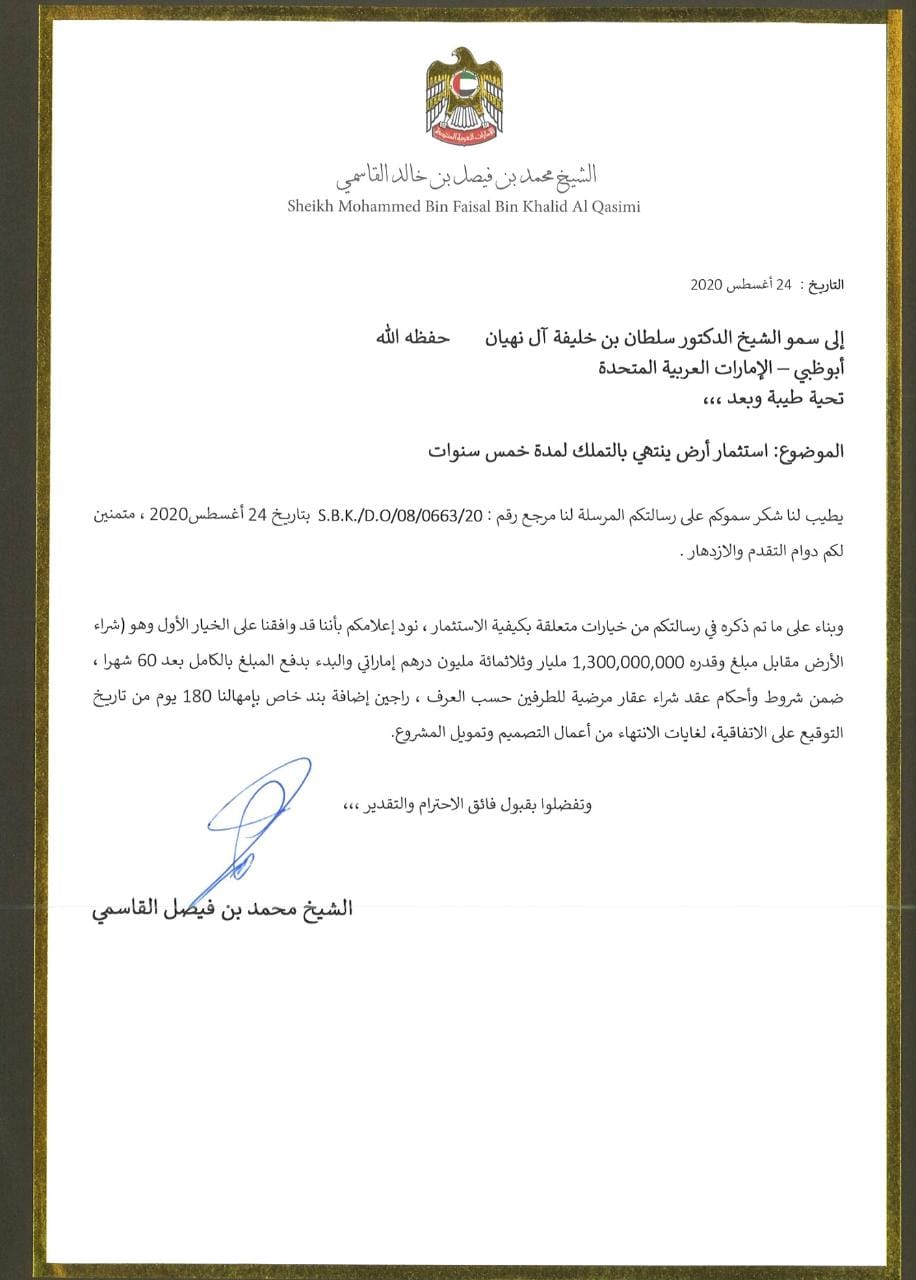 الإمارات العربية المتحدة
الشيخ محمد بن فيصل بن خالد القاسمي
Sheikh Mohammed Bin Faisal Bin Khalid Al Qasimi
التاريخ : 24 أغسطس 2020
إلى سمو الشيخ الدكتور سلطان بن خليفة آل نهيان حفظه الله
أبوظبي – الإمارات العربية المتحدة
تحية طيبة وبعد ،،،
الموضوع: استثمار أرض ينتهي بالتملك لمدة خمس سنوات
يطيب لنا شكر سموكم على رسالتكم المرسلة لنا مرجع رقم : S.B.K./D.O/08/0663/20 بتاريخ 24 أغسطس2020 ، متمنين
لكم دوام التقدم والازدهار .
وبناء على ما تم ذكره في رسالتكم من خيارات متعلقة بكيفية الاستثمار ، نود إعلامكم بأننا قد وافقنا على الخيار الأول وهو (شراء
الأرض مقابل مبلغ وقدره 1,300,000,000 مليار وثلاثمائة مليون درهم إماراتي والبدء بدفع المبلغ بالكامل بعد 60 شهرا ،
ضمن شروط وأحكام عقد شراء عقار مرضية للطرفين حسب العرف ، راجين إضافة بند خاص بإمهالنا 180 يوم من تاريخ
التوقيع على الاتفاقية، لغايات الانتهاء من أعمال التصميم وتمويل المشروع.
وتفضلوا بقبول فائق الاحترام والتقدير ،،،
الشيخ محمد بن فيصل القاسمي